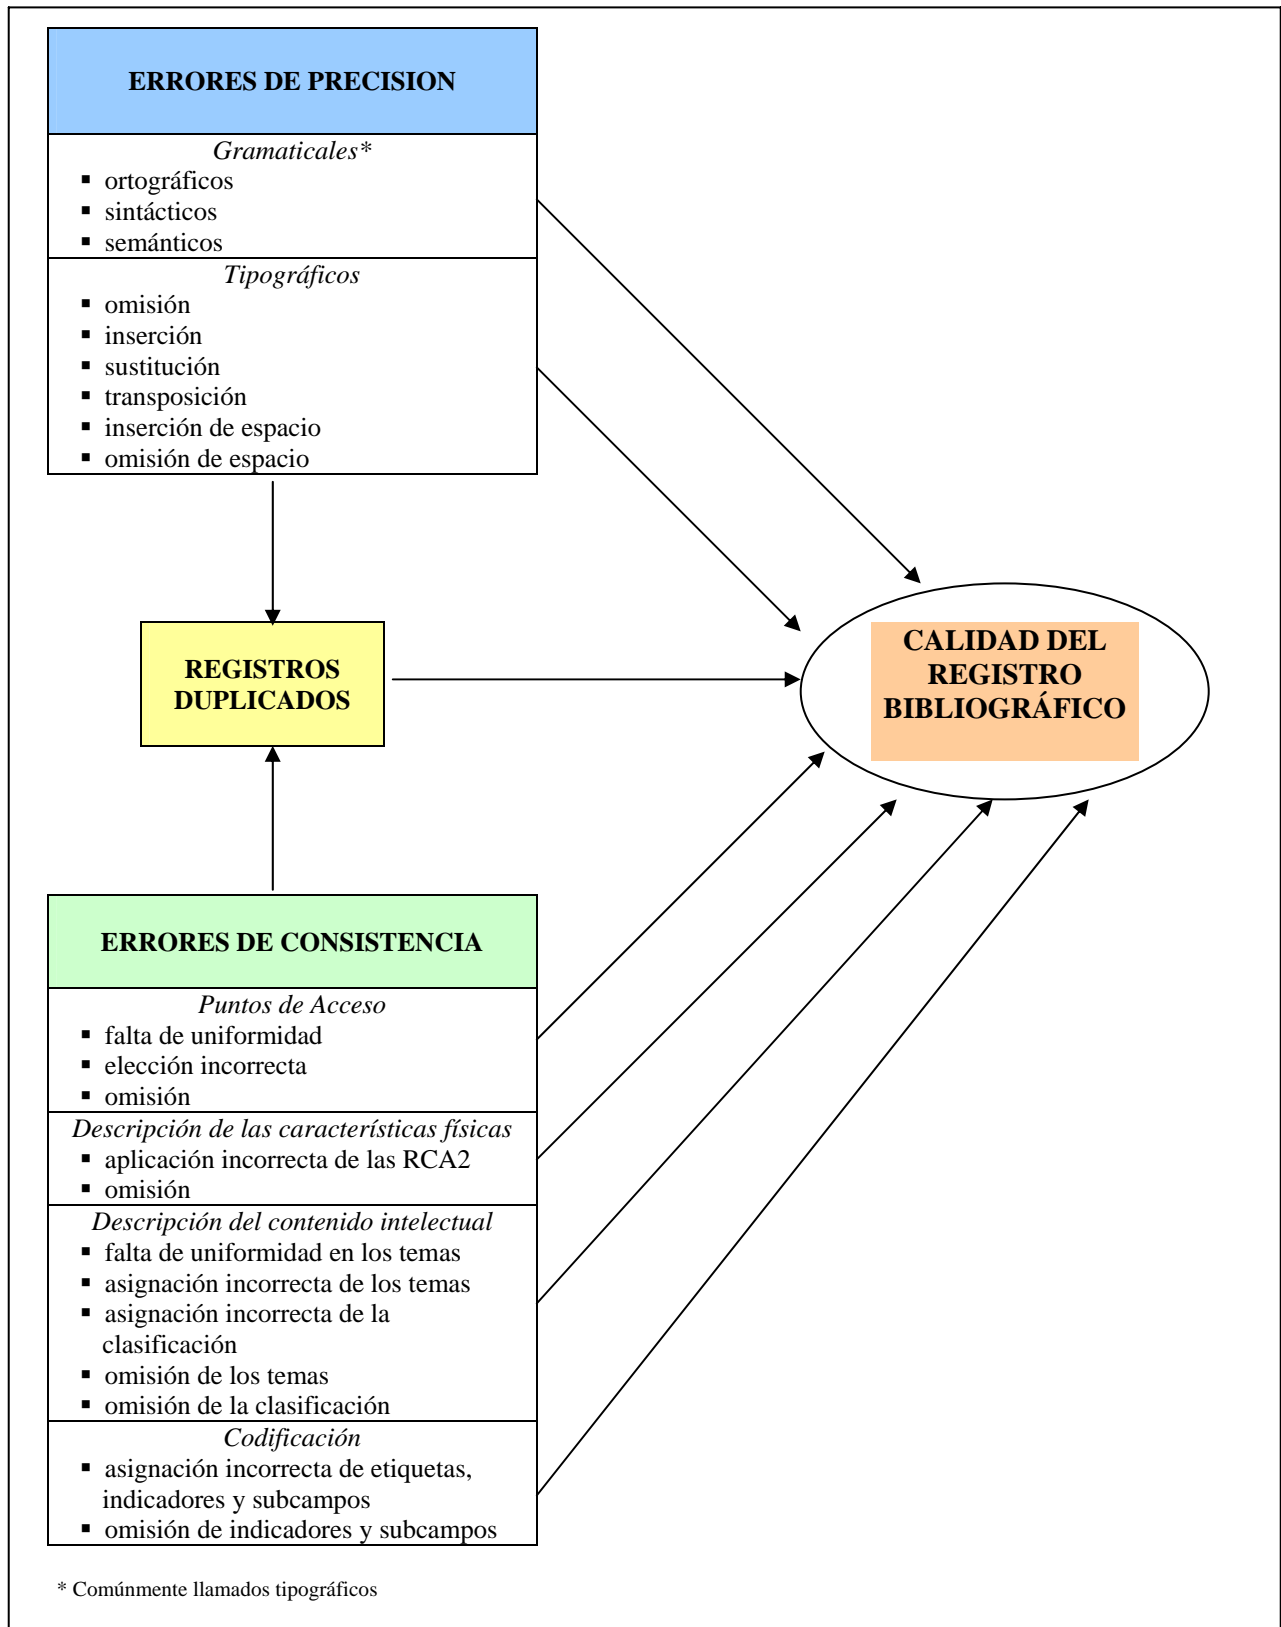 ERRORES DE PRECISION
Gramaticales*
▪ ortográficos
▪ sintácticos
▪ semánticos
Tipográficos
▪ omisión
▪ inserción
▪ sustitución
▪ transposición
▪ inserción de espacio
▪ omisión de espacio
REGISTROS
DUPLICADOS
CALIDAD DEL
REGISTRO
BIBLIOGRÁFICO
ERRORES DE CONSISTENCIA
Puntos de Acceso
▪ falta de uniformidad
▪ elección incorrecta
▪ omisión
Descripción de las características físicas
▪ aplicación incorrecta de las RCA2
▪ omisión
Descripción del contenido intelectual
▪ falta de uniformidad en los temas
▪ asignación incorrecta de los temas
▪ asignación incorrecta de la
clasificación
▪ omisión de los temas
▪ omisión de la clasificación
Codificación
▪ asignación incorrecta de etiquetas,
indicadores y subcampos
▪ omisión de indicadores y subcampos
* Comúnmente llamados tipográficos